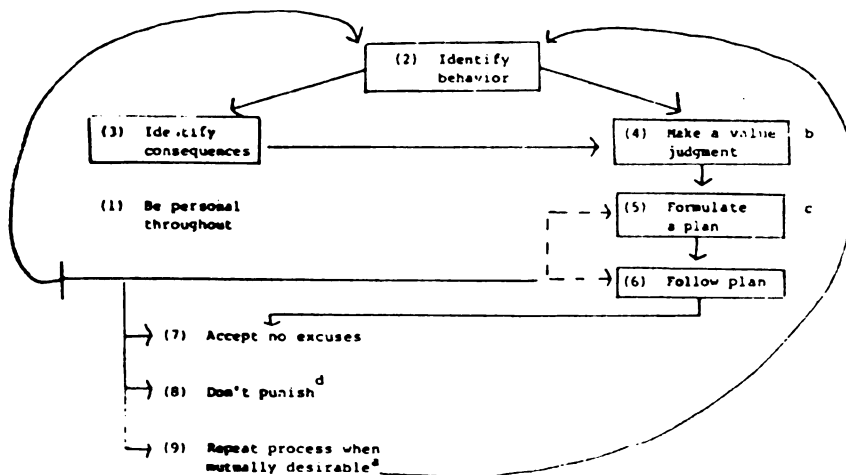 (2) Identify
behavior
(3) Identify
consequences
(4) Make a value b
judgment
(1) Be personal
throughout
(5) Formulate c
a plan
(6) Follow plan
(7) Accept no excuses
(8) Don't punish d
(9) Repeat process when
mutually desirable a